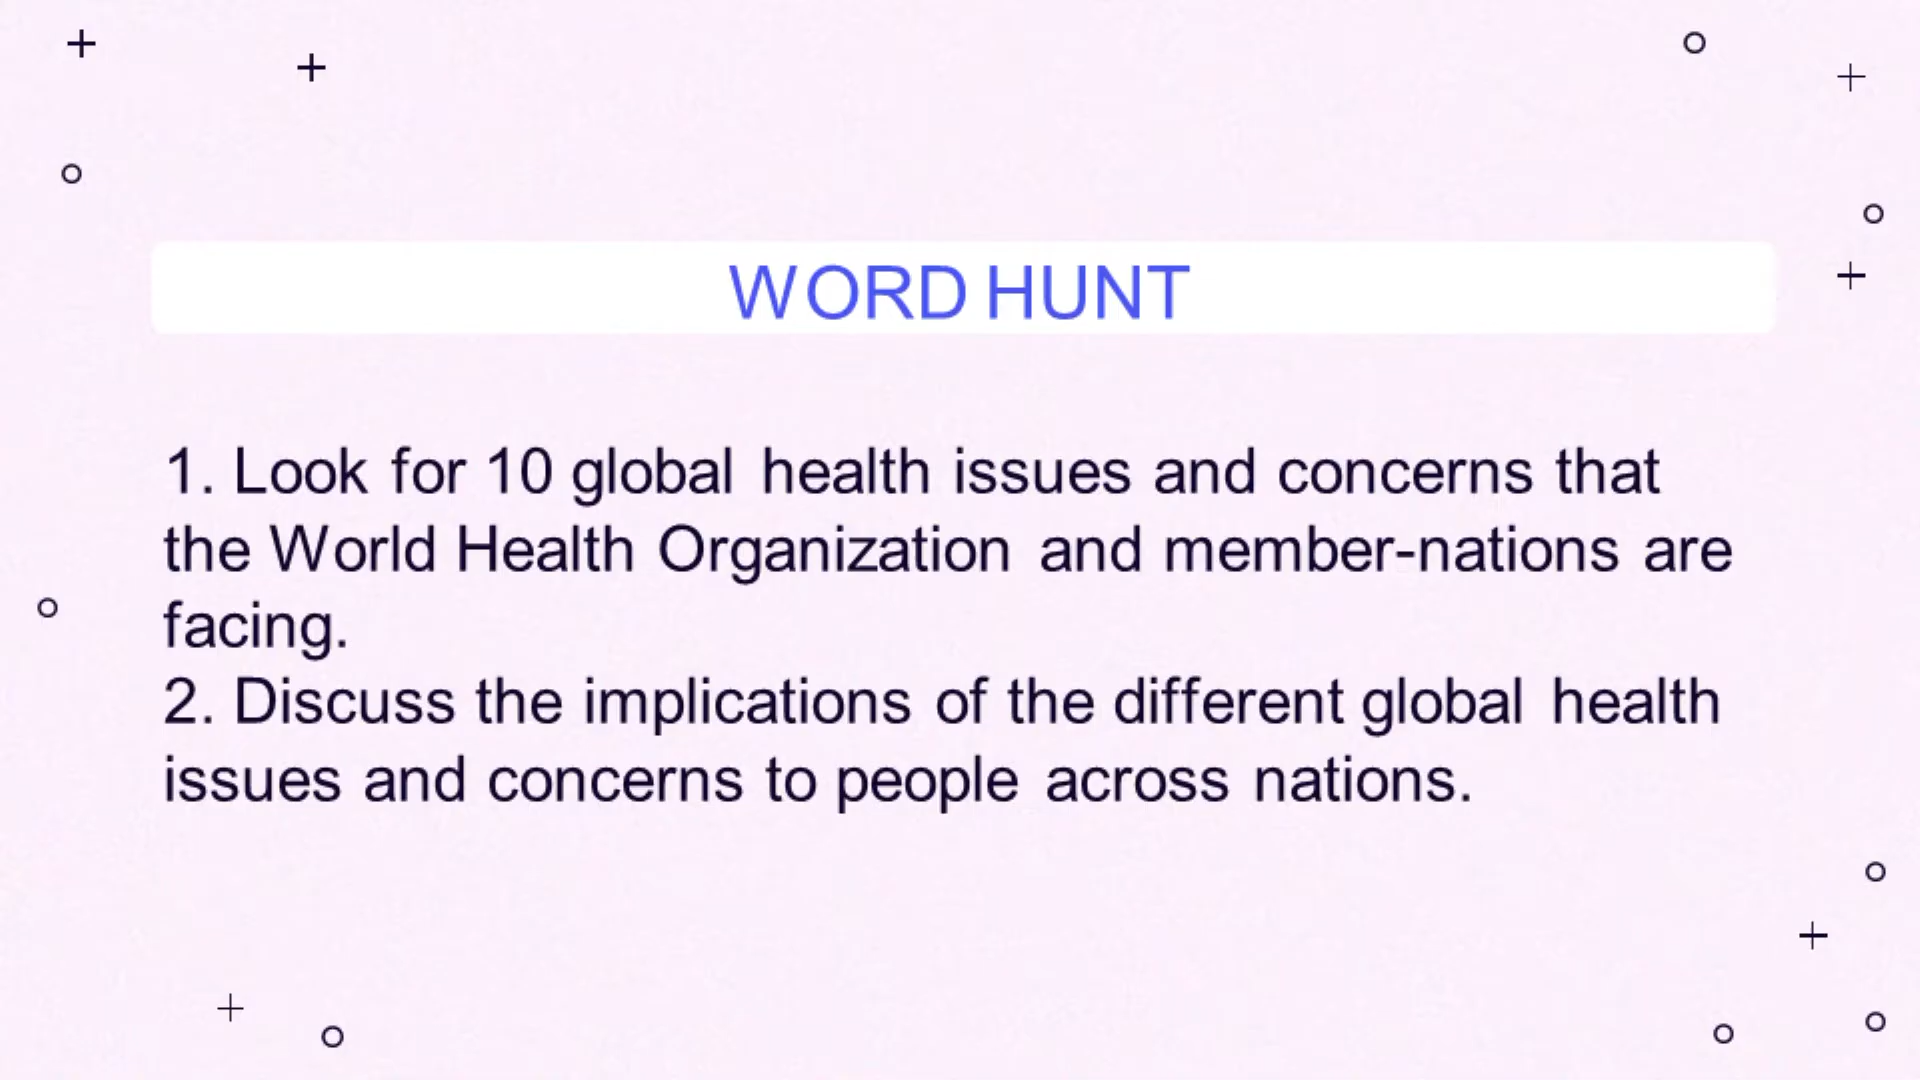 WORD HUNT
1. Look for 10 global health issues and concerns that
the World Health Organization and member-nations are
facing.
2. Discuss the implications of the different global health
issues and concerns to people across nations.